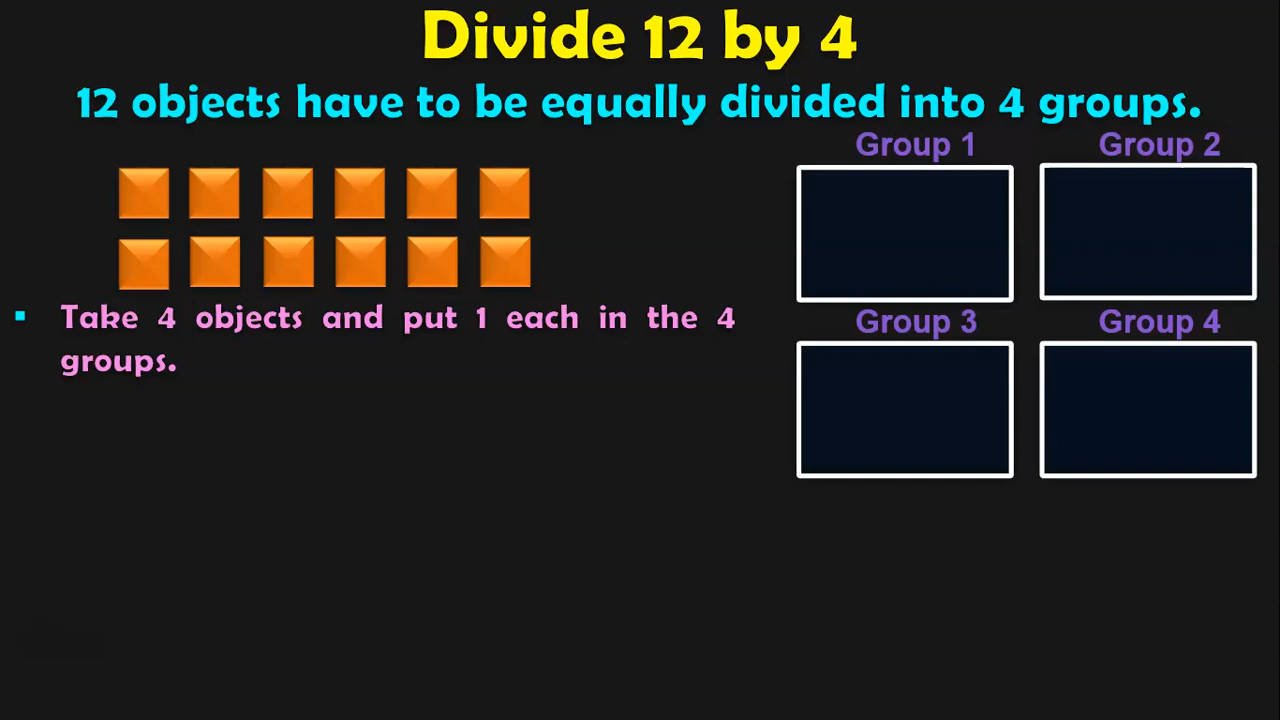 Divide 12 by 4
12 objects have to be equally divided into 4 groups.
Group 1
Group 2
▪ Take 4 objects and put 1 each in the 4
groups.
Group 3
Group 4